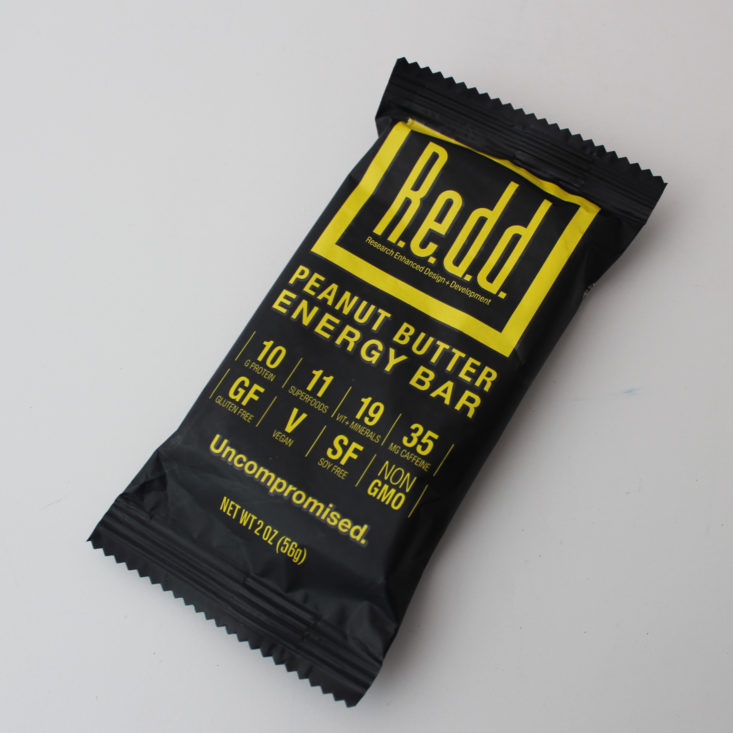 R.e.d.d.
Research Enhanced Design + Development
PEANUT BUTTER
ENERGY BAR
10 11 19 35
G PROTEIN SUPERFOODS VIT + MINERALS MG CAFFEINE
GF V SF NON GMO
GLUTEN FREE VEGAN SOY FREE
Uncompromised.
NET WT 2 OZ (56g)